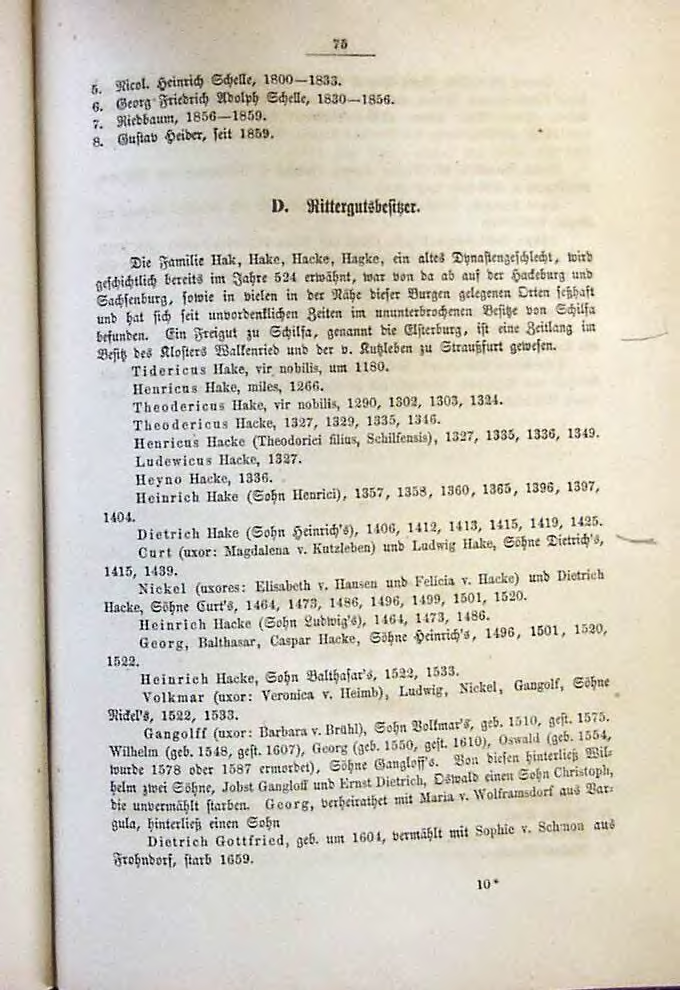 75
5. Nicol. Heinrich Schelle, 1800—1833.
6. Georg Friedrich Adolph Schelle, 1830—1856.
7. Riedbaum, 1856—1859.
8. Gustav Heiber, seit 1859.
D. Rittergutsbesitzer.
Die Familie Hak, Hake, Hacke, Hagke, ein altes Dynastengeschlecht, wird
geschichtlich bereits im Jahre 524 erwähnt, war von da ab auf der Hackeburg und
Sachsenburg, sowie in vielen in der Nähe dieser Burgen gelegenen Orten seßhaft
und hat sich seit unvordenklichen Zeiten im ununterbrochenen Besitze von Schilfa
befunden. Ein Freigut zu Schilfa, genannt die Elsterburg, ist eine Zeitlang im
Besitz des Klosters Walkenried und der v. Kutzleben zu Straußfurt gewesen.
Tidericus Hake, vir nobilis, um 1180.
Henricus Hake, miles, 1266.
Theodericus Hake, vir nobilis, 1290, 1302, 1303, 1324.
Theodericus Hacke, 1327, 1329, 1335, 1346.
Henricus Hacke (Theodorici filius, Schilfensis), 1327, 1335, 1336, 1349.
Ludewicus Hacke, 1327.
Heyno Hacke, 1336.
Heinrich Hake (Sohn Henrici), 1357, 1358, 1360, 1365, 1396, 1397,
1404.
Dietrich Hake (Sohn Heinrich's), 1406, 1412, 1413, 1415, 1419, 1425.
Curt (uxor: Magdalena v. Kutzleben) und Ludwig Hake, Söhne Dietrich's,
1415, 1439.
Nickel (uxores: Elisabeth v. Hausen und Felicia v. Hacke) und Dietrich
Hacke, Söhne Curt's, 1464, 1473, 1486, 1496, 1499, 1501, 1520.
Heinrich Hacke (Sohn Ludwig's), 1464, 1473, 1486.
Georg, Balthasar, Caspar Hacke, Söhne Heinrich's, 1496, 1501, 1520,
1522.
Heinrich Hacke, Sohn Balthasar's, 1522, 1533.
Volkmar (uxor: Veronica v. Heimb), Ludwig, Nickel, Gangolf, Söhne
Nickel's, 1522, 1533.
Gangolff (uxor: Barbara v. Brühl), Sohn Volkmar's, geb. 1510, gest. 1575.
Wilhelm (geb. 1548, gest. 1607), Georg (geb. 1550, gest. 1610), Oswald (geb. 1554,
wurde 1578 oder 1587 ermordet), Söhne Gangloff's. Von diesen hinterließ Wil-
helm zwei Söhne, Jobst Gangloff und Ernst Dietrich, Oswald einen Sohn Christoph,
die unvermählt starben. Georg, verheirathet mit Maria v. Wolframsdorf aus Var-
gula, hinterließ einen Sohn
Dietrich Gottfried, geb. um 1604, vermählt mit Sophie v. aus
Frohndorf, starb 1659.
10*